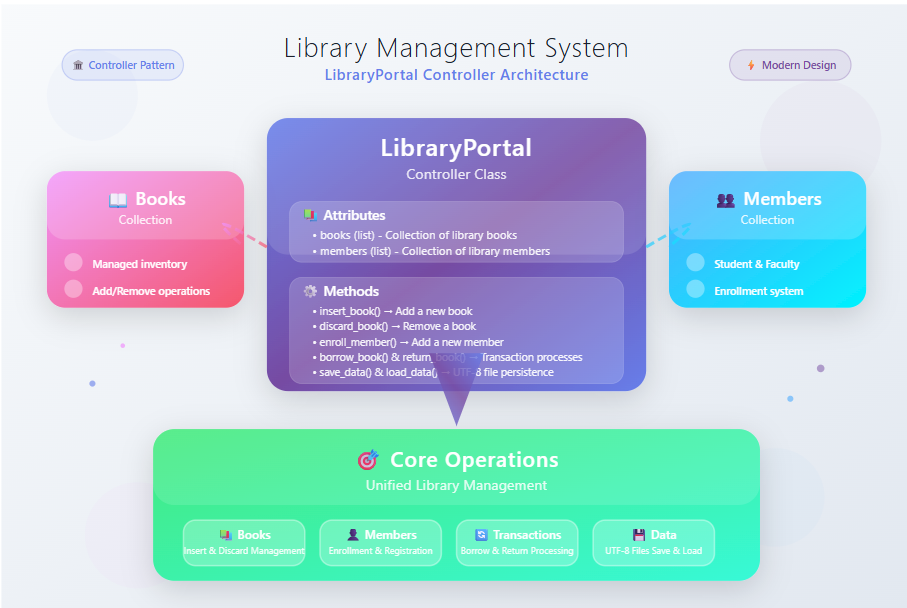 Library Management System
LibraryPortal Controller Architecture
Controller Pattern
Modern Design
LibraryPortal
Controller Class
Attributes
• books (list) - Collection of library books
• members (list) - Collection of library members
Methods
• insert_book() → Add a new book
• discard_book() → Remove a book
• enroll_member() → Add a new member
• borrow_book() & return_book() → Transaction processes
• save_data() & load_data() → UTF-8 file persistence
Books
Collection
Managed inventory
Add/Remove operations
Members
Collection
Student & Faculty
Enrollment system
Core Operations
Unified Library Management
Books
Insert & Discard Management
Members
Enrollment & Registration
Transactions
Borrow & Return Processing
Data
UTF-8 Files Save & Load